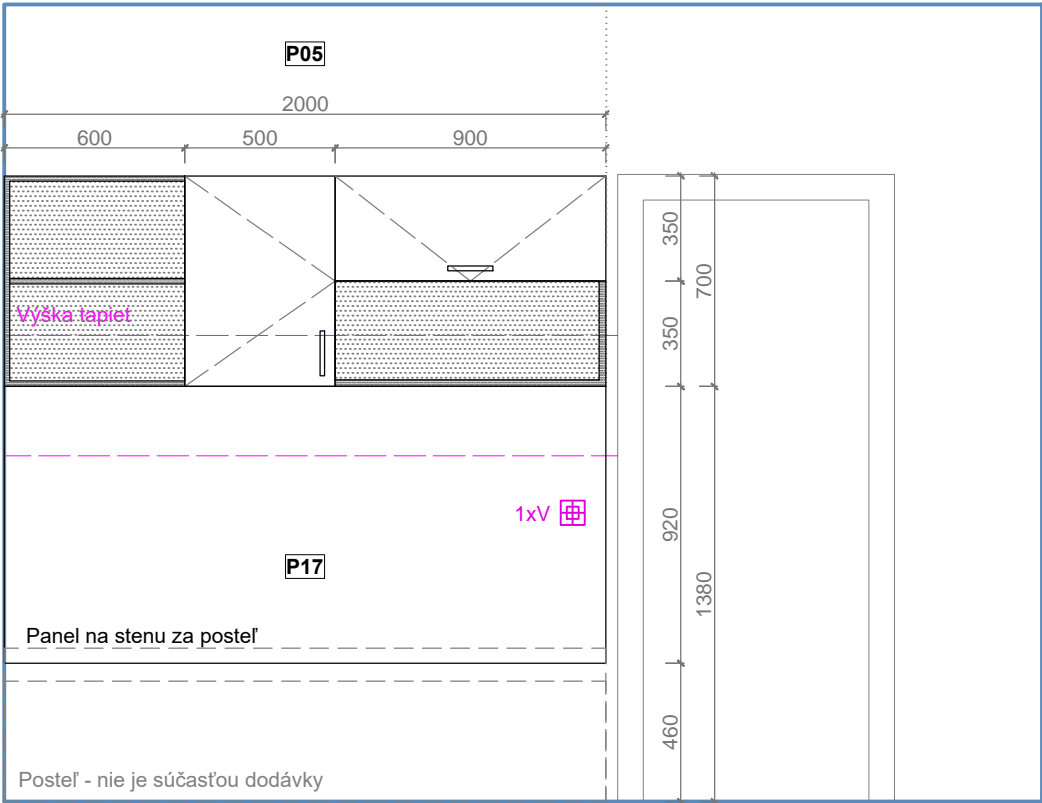 P05
2000
600
500
900
350
700
Výška tapiet
350
1xV
920
P17
1380
Panel na stenu za posteľ
460
Posteľ - nie je súčasťou dodávky